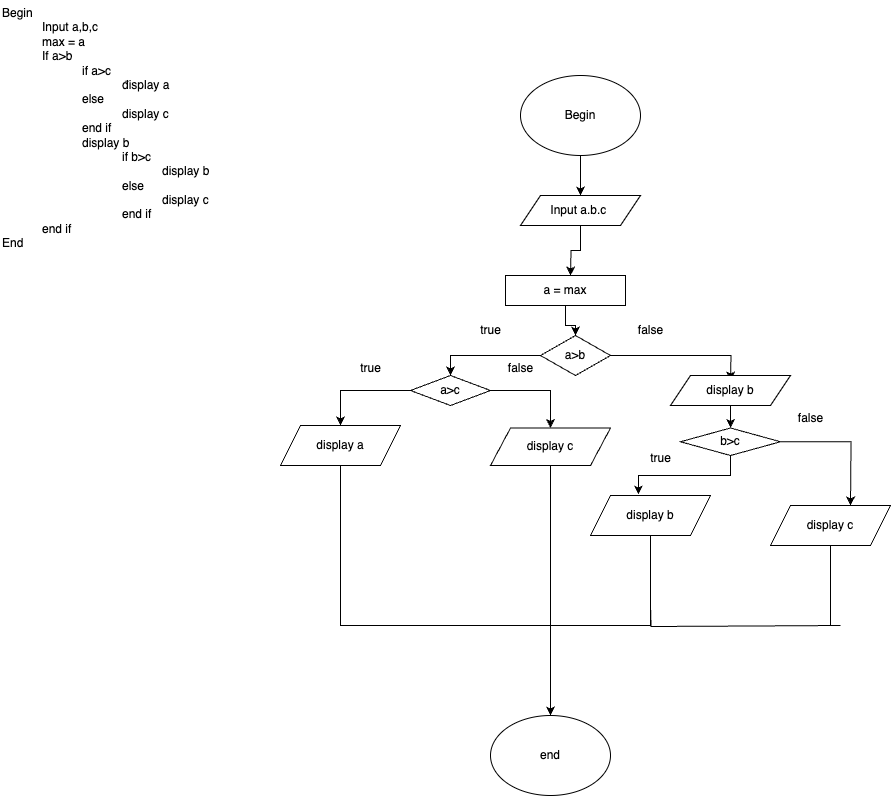 Begin
Input a,b,c
max = a
If a>b
if a>c
display a
else
display c
end if
display b
if b>c
display b
else
display c
end if
end if
End
Begin
Input a.b.c
a = max
true
false
a>b
true
false
a>c
display b
false
display a
display c
b>c
true
display b
display c
end